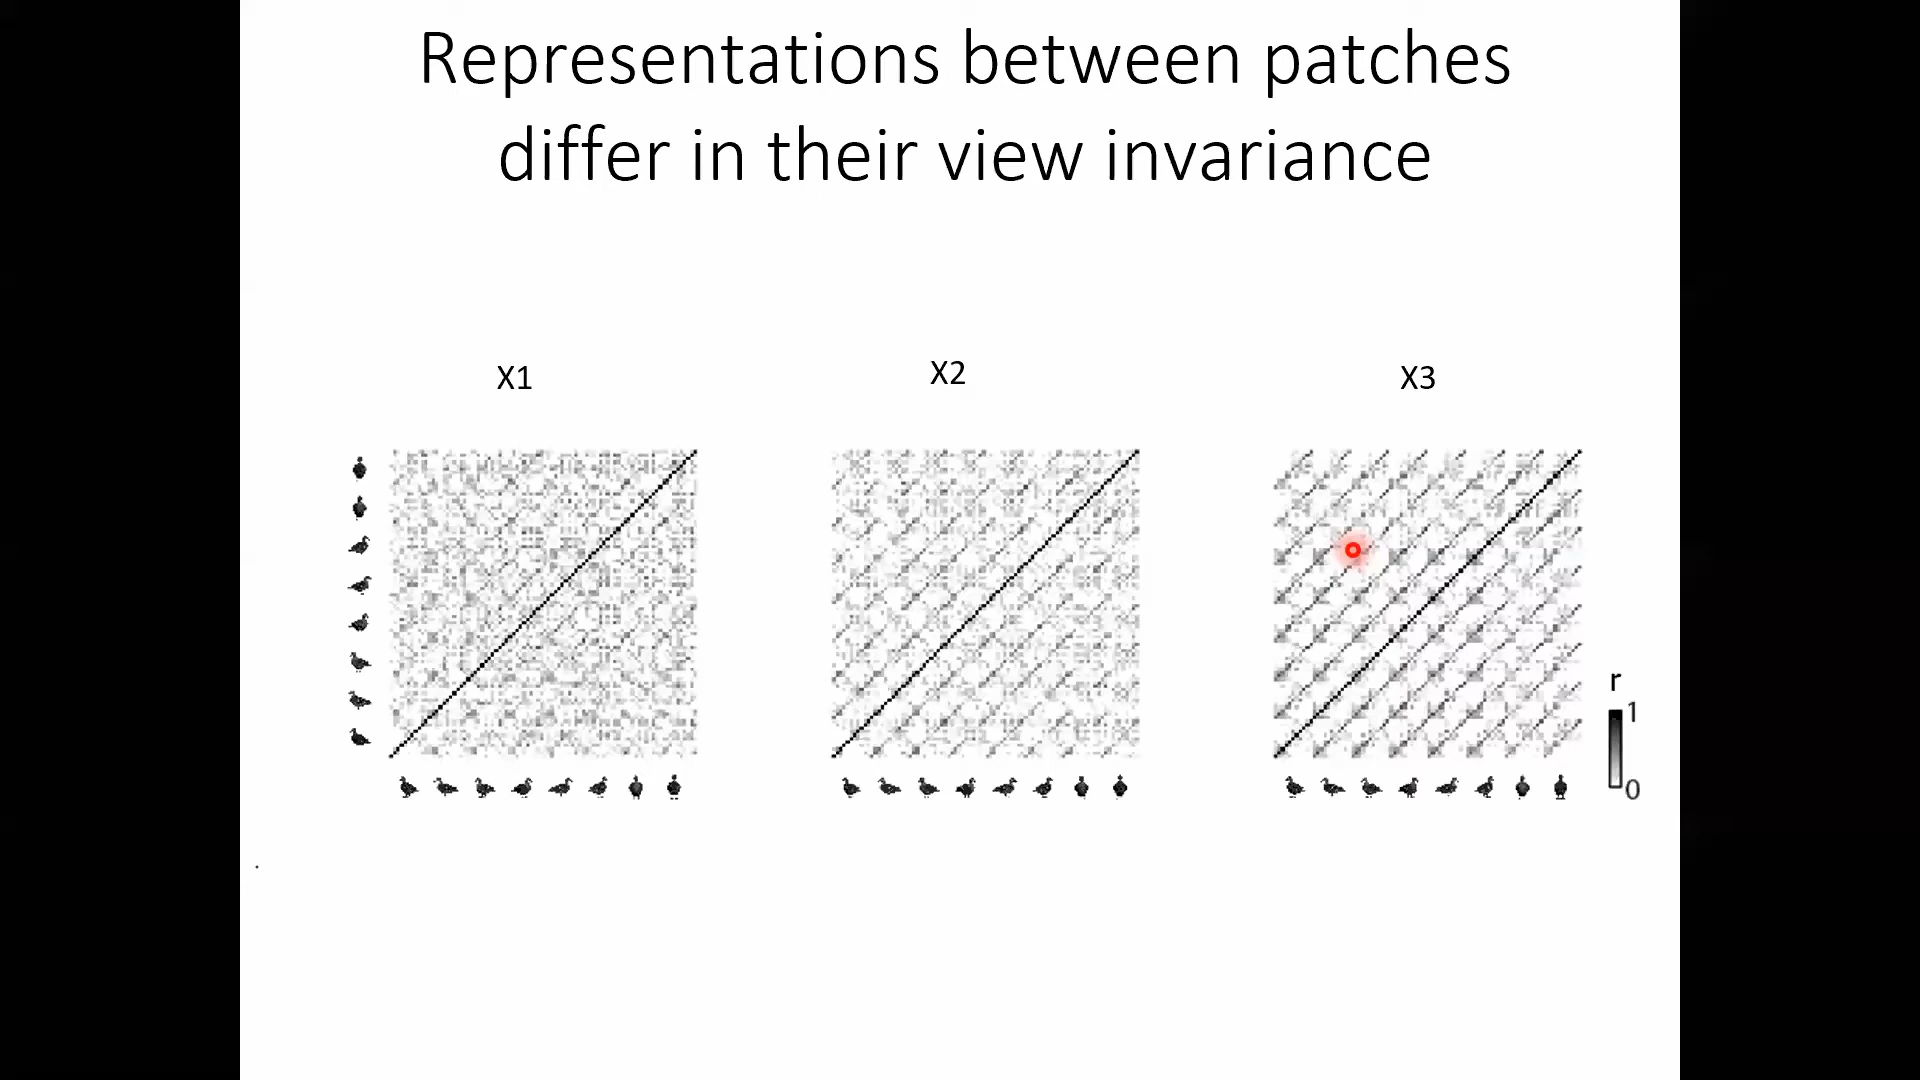 Representations between patches
differ in their view invariance
X1
X2
X3
r
1
0